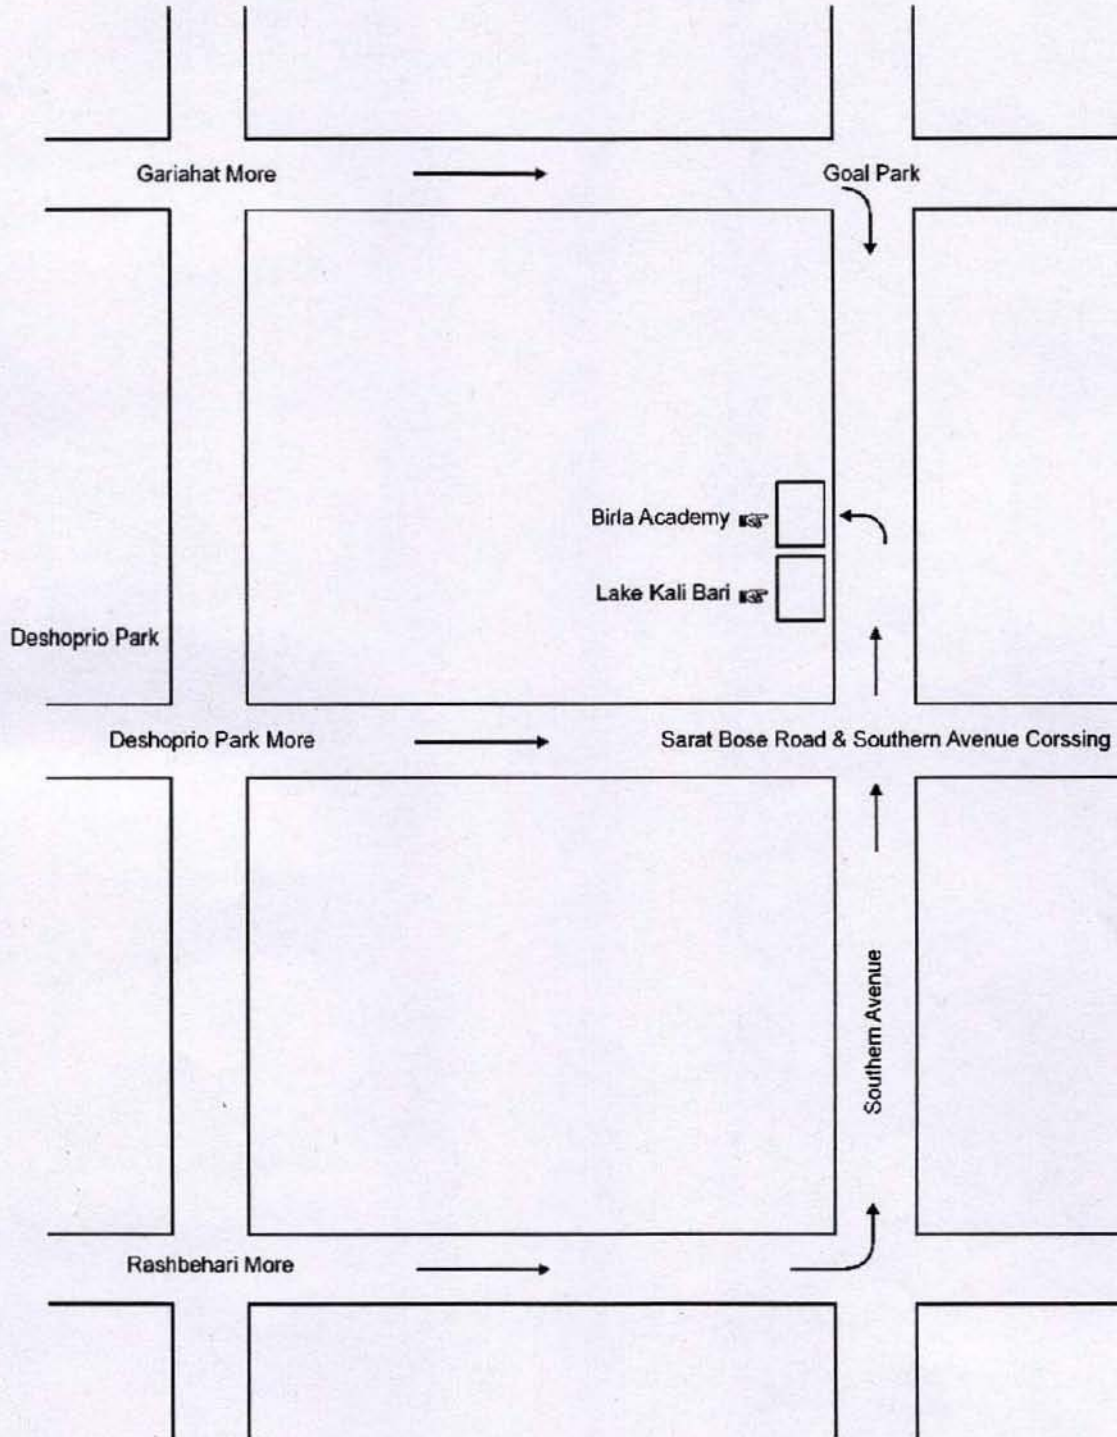 Gariahat More
Goal Park
Birla Academy
Lake Kali Bari
Deshoprio Park
Deshoprio Park More
Sarat Bose Road & Southern Avenue Corssing
Southern Avenue
Rashbehari More